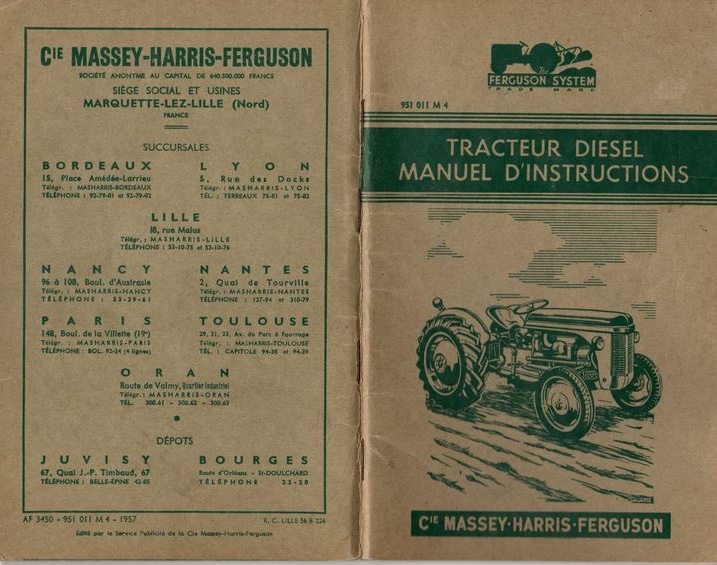 Cie MASSEY-HARRIS-FERGUSON
SOCIÉTÉ ANONYME AU CAPITAL DE 640.500.000 FRANCS
SIÈGE SOCIAL ET USINES
MARQUETTE-LEZ-LILLE (Nord)
FRANCE
SUCCURSALES
BORDEAUX
15, Place Amédée-Larrieu
Télégr. : MASHARRIS-BORDEAUX
TÉLÉPHONE : 92-79-01 et 92-79-02
LYON
5, Rue des Docks
Télégr. : MASHARRIS-LYON
TÉL. : TERREAUX 75-81 et 75-82
LILLE
18, rue Malus
Télégr. : MASHARRIS-LILLE
TÉLÉPHONE : 53-10-75 et 53-10-76
NANCY
96 à 108, Boul. d'Austrasie
Télégr. : MASHARRIS-NANCY
TÉLÉPHONE : 53-39-61
NANTES
2, Quai de Tourville
Télégr. : MASHARRIS-NANTES
TÉLÉPHONE : 127-94 et 310-79
PARIS
148, Boul. de la Villette (19e)
Télégr. : MASHARRIS-PARIS
TÉLÉPHONE : BOL. 92-24 (4 lignes)
TOULOUSE
29, 31, 33, Av. du Port à Fourrage
Télégr. : MASHARRIS-TOULOUSE
TÉL. : CAPITOLE 94-35 et 94-39
ORAN
Route de Valmy, Quartier Industriel
Télégr. : MASHARRIS-ORAN
TÉL. 308.61 - 308.62 - 308.63
DÉPOTS
JUVISY
67, Quai J.-P. Timbaud, 67
TÉLÉPHONE : BELLE-ÉPINE 42-85
BOURGES
Route d'Orléans - St-DOULCHARD
TÉLÉPHONE 23-20
AF 3450 - 951 011 M 4 - 1957
R. C. LILLE 56 B 226
Edité par le Service Publicité de la Cie Massey-Harris-Ferguson
The
FERGUSON SYSTEM
TRADE MARK
951 011 M 4
TRACTEUR DIESEL
MANUEL D'INSTRUCTIONS
Cie MASSEY-HARRIS-FERGUSON